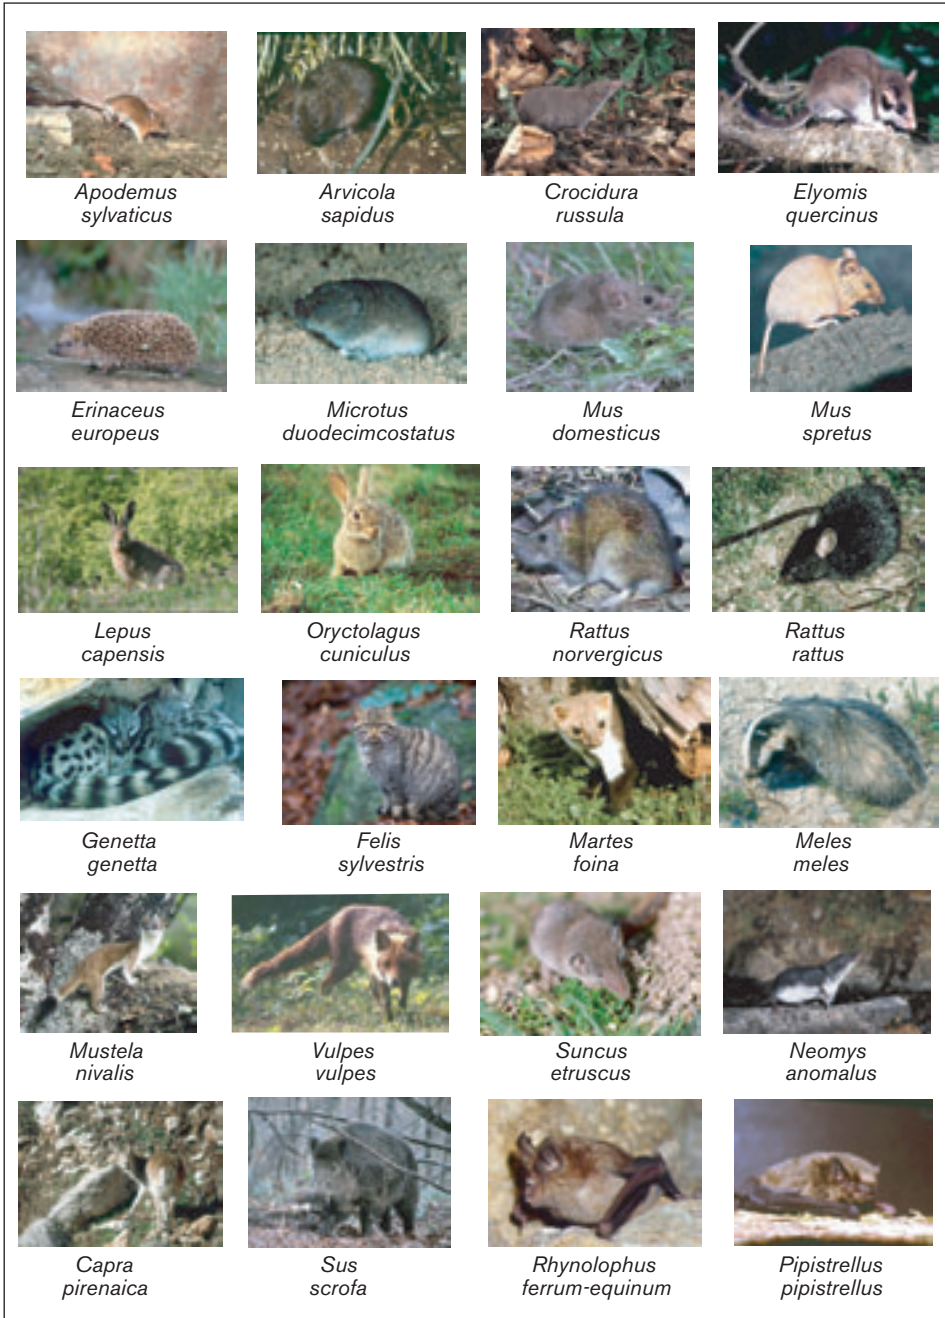 Apodemus
sylvaticus
Arvicola
sapidus
Crocidura
russula
Elyomis
quercinus
Erinaceus
europeus
Microtus
duodecimcostatus
Mus
domesticus
Mus
spretus
Lepus
capensis
Oryctolagus
cuniculus
Rattus
norvergicus
Rattus
rattus
Genetta
genetta
Felis
sylvestris
Martes
foina
Meles
meles
Mustela
nivalis
Vulpes
vulpes
Suncus
etruscus
Neomys
anomalus
Capra
pirenaica
Sus
scrofa
Rhynolophus
ferrum-equinum
Pipistrellus
pipistrellus